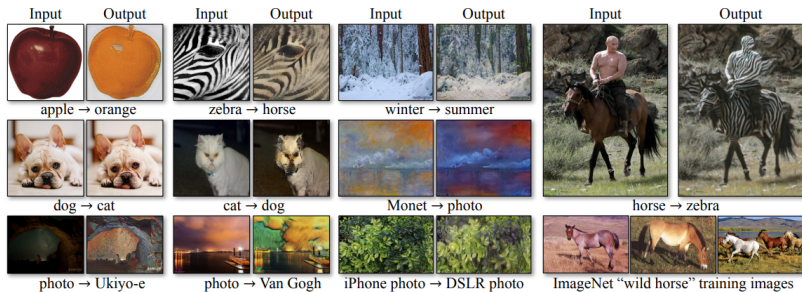 Input Output Input Output Input Output Input Output
apple → orange zebra → horse winter → summer
dog → cat cat → dog Monet → photo horse → zebra
photo → Ukiyo-e photo → Van Gogh iPhone photo → DSLR photo ImageNet “wild horse” training images